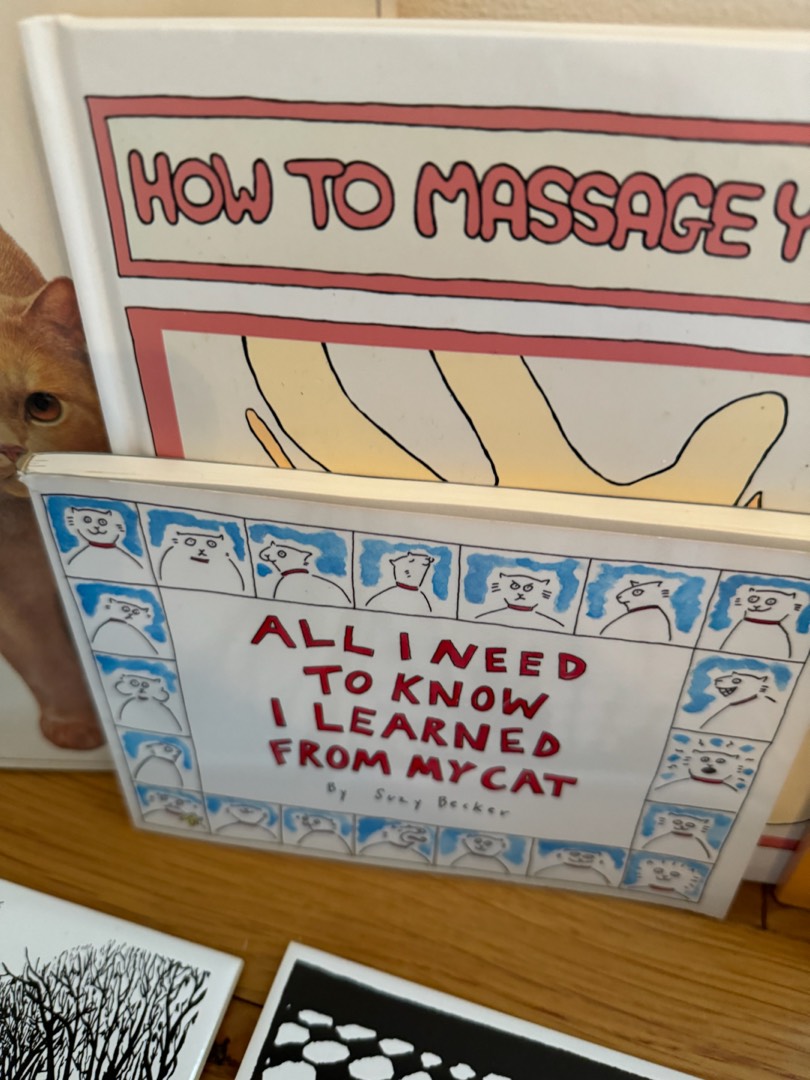 HOW TO MASSAGE Y
ALL I NEED
TO KNOW
I LEARNED
FROM MY CAT
By Suzy Becker